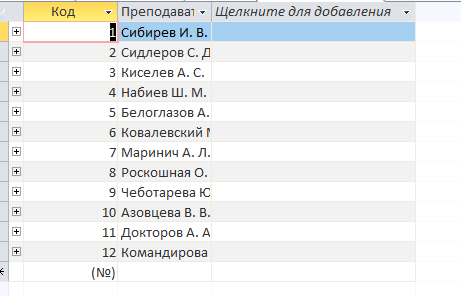 Код Преподават Щелкните для добавления
1 Сибирев И. В.
2 Сидлеров С. Д
3 Киселев А. С.
4 Набиев Ш. М.
5 Белоглазов А.
6 Ковалевский М
7 Маринич А. Л.
8 Роскошная О.
9 Чеботарева Ю
10 Азовцева В. В.
11 Докторов А. А
12 Командирова
(№)